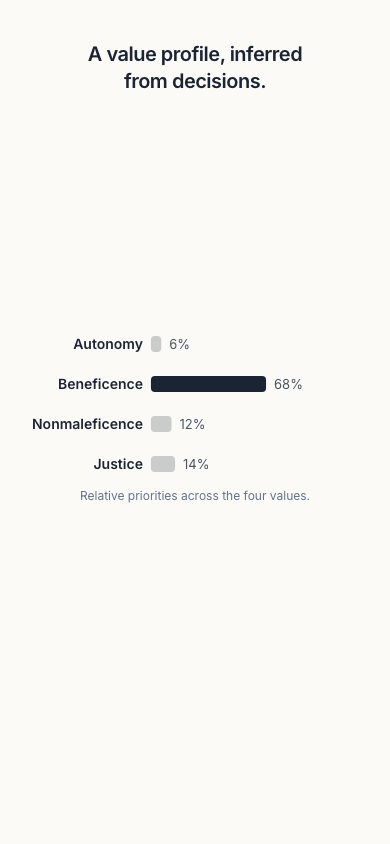 A value profile, inferred
from decisions.
Autonomy 6%
Beneficence 68%
Nonmaleficence 12%
Justice 14%
Relative priorities across the four values.